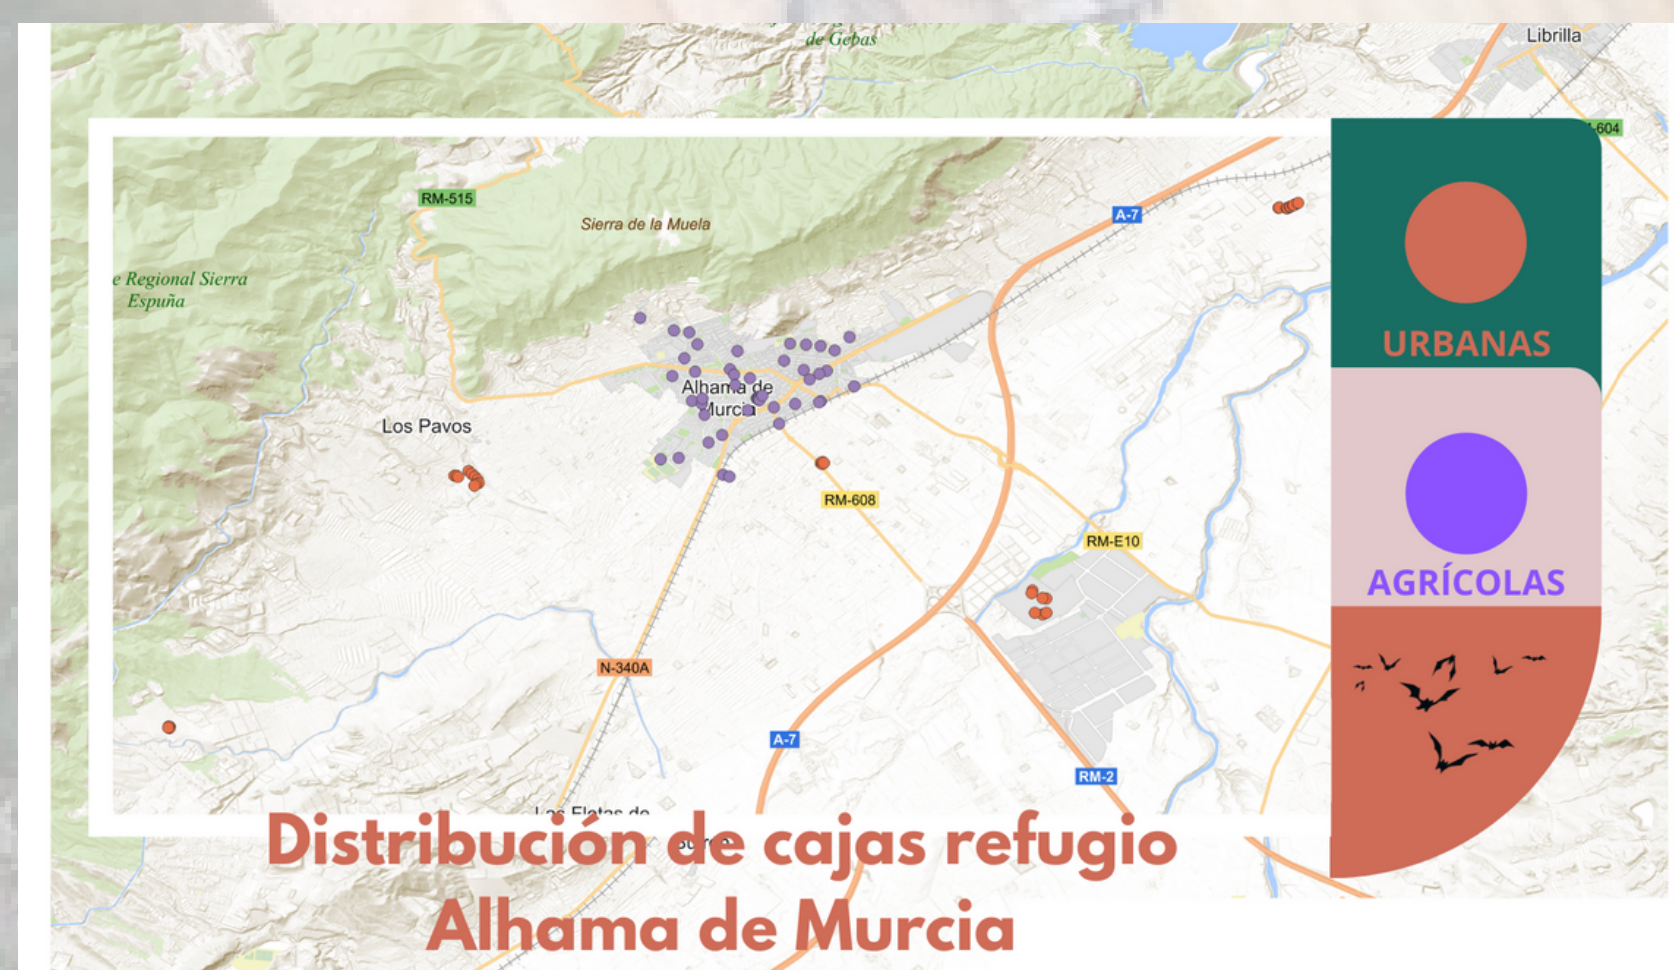 de Gebas
Librilla
RM-515
Sierra de la Muela
A-7
e Regional Sierra
Espuña
URBANAS
Alhama de
Murcia
Los Pavos
RM-608
RM-E10
AGRÍCOLAS
N-340A
A-7
RM-2
Distribución de cajas refugio
Alhama de Murcia